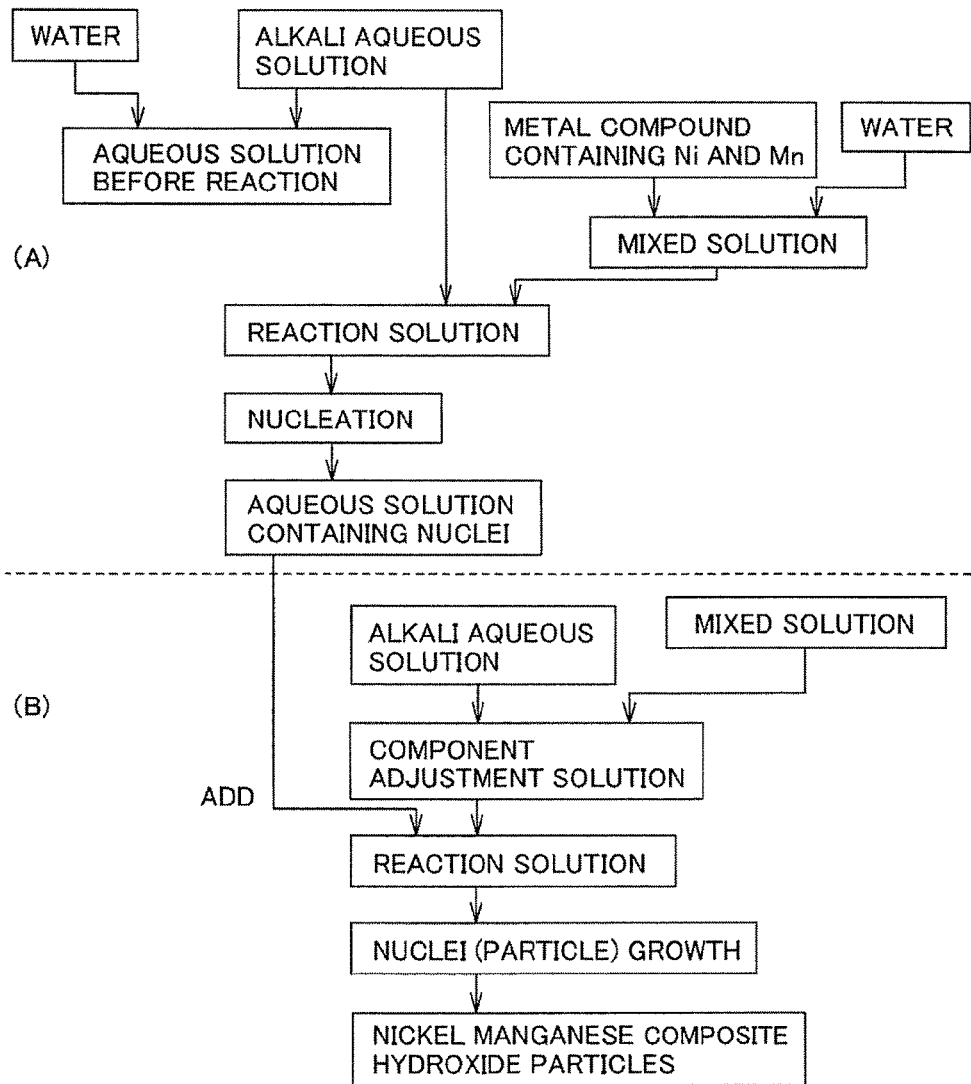 WATER
ALKALI AQUEOUS
SOLUTION
METAL COMPOUND
CONTAINING Ni AND Mn
WATER
AQUEOUS SOLUTION
BEFORE REACTION
MIXED SOLUTION
(A)
REACTION SOLUTION
NUCLEATION
AQUEOUS SOLUTION
CONTAINING NUCLEI
ALKALI AQUEOUS
SOLUTION
MIXED SOLUTION
(B)
COMPONENT
ADJUSTMENT SOLUTION
ADD
REACTION SOLUTION
NUCLEI (PARTICLE) GROWTH
NICKEL MANGANESE COMPOSITE
HYDROXIDE PARTICLES